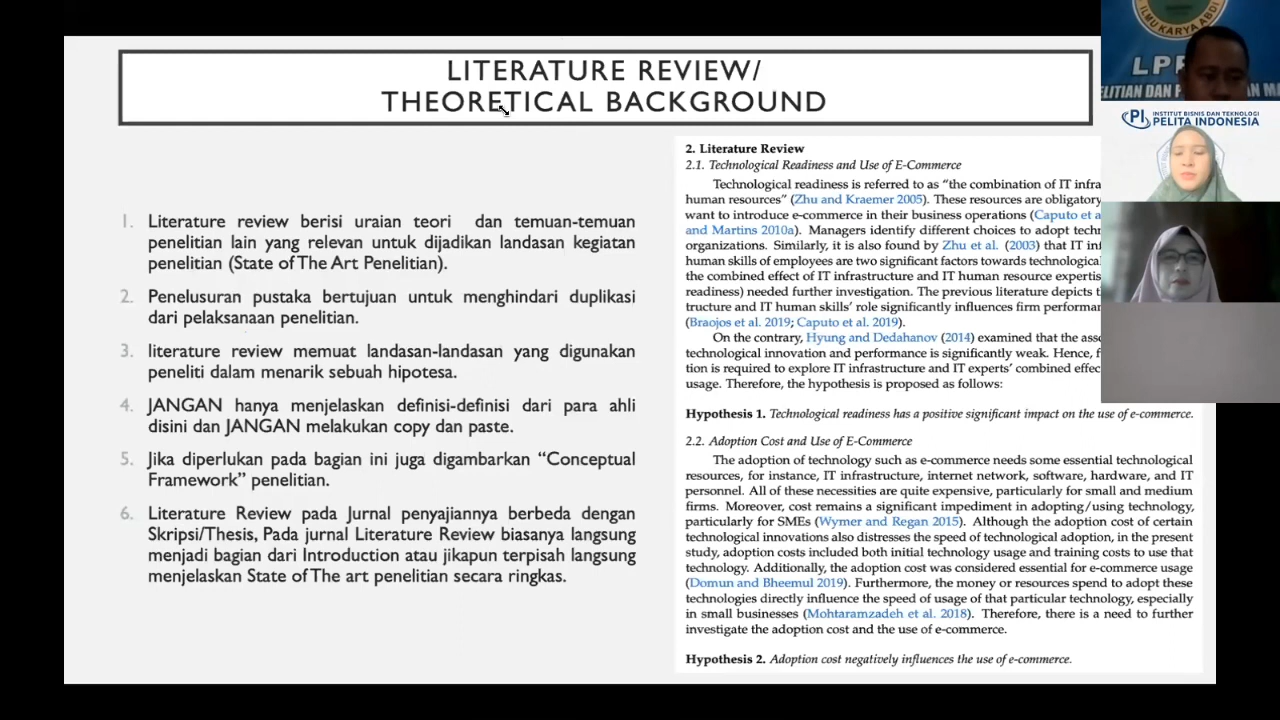 LITERATURE REVIEW/
THEORETICAL BACKGROUND
1. Literature review berisi uraian teori dan temuan-temuan
penelitian lain yang relevan untuk dijadikan landasan kegiatan
penelitian (State of The Art Penelitian).
2. Penelusuran pustaka bertujuan untuk menghindari duplikasi
dari pelaksanaan penelitian.
3. literature review memuat landasan-landasan yang digunakan
peneliti dalam menarik sebuah hipotesa.
4. JANGAN hanya menjelaskan definisi-definisi dari para ahli
disini dan JANGAN melakukan copy dan paste.
5. Jika diperlukan pada bagian ini juga digambarkan “Conceptual
Framework” penelitian.
6. Literature Review pada Jurnal penyajiannya berbeda dengan
Skripsi/Thesis, Pada jurnal Literature Review biasanya langsung
menjadi bagian dari Introduction atau jikapun terpisah langsung
menjelaskan State of The art penelitian secara ringkas.
2. Literature Review
2.1. Technological Readiness and Use of E-Commerce
Technological readiness is referred to as “the combination of IT infra
human resources” (Zhu and Kraemer 2005). These resources are obligatory
want to introduce e-commerce in their business operations (Caputo et a
and Martins 2010a). Managers identify different choices to adopt tech
organizations. Similarly, it is also found by Zhu et al. (2003) that IT inf
human skills of employees are two significant factors towards technological
the combined effect of IT infrastructure and IT human resource expertis
readiness) needed further investigation. The previous literature depicts t
tructure and IT human skills’ role significantly influences firm performan
(Braojos et al. 2019; Caputo et al. 2019).
On the contrary, Hyung and Dedahanov (2014) examined that the asso
technological innovation and performance is significantly weak. Hence, f
tion is required to explore IT infrastructure and IT experts’ combined effec
usage. Therefore, the hypothesis is proposed as follows:
Hypothesis 1. Technological readiness has a positive significant impact on the use of e-commerce.
2.2. Adoption Cost and Use of E-Commerce
The adoption of technology such as e-commerce needs some essential technological
resources, for instance, IT infrastructure, internet network, software, hardware, and IT
personnel. All of these necessities are quite expensive, particularly for small and medium
firms. Moreover, cost remains a significant impediment in adopting/using technology,
particularly for SMEs (Wymer and Regan 2015). Although the adoption cost of certain
technological innovations also distresses the speed of technological adoption, in the present
study, adoption costs included both initial technology usage and training costs to use that
technology. Additionally, the adoption cost was considered essential for e-commerce usage
(Domun and Bheemul 2019). Furthermore, the money or resources spend to adopt these
technologies directly influence the speed of usage of that particular technology, especially
in small businesses (Mohtaramzadeh et al. 2018). Therefore, there is a need to further
investigate the adoption cost and the use of e-commerce.
Hypothesis 2. Adoption cost negatively influences the use of e-commerce.
ILMU KARYA ABDI
LPP
ELITIAN DAN P AN MA
PI INSTITUT BISNIS DAN TEKNOLOGI
PELITA INDONESIA